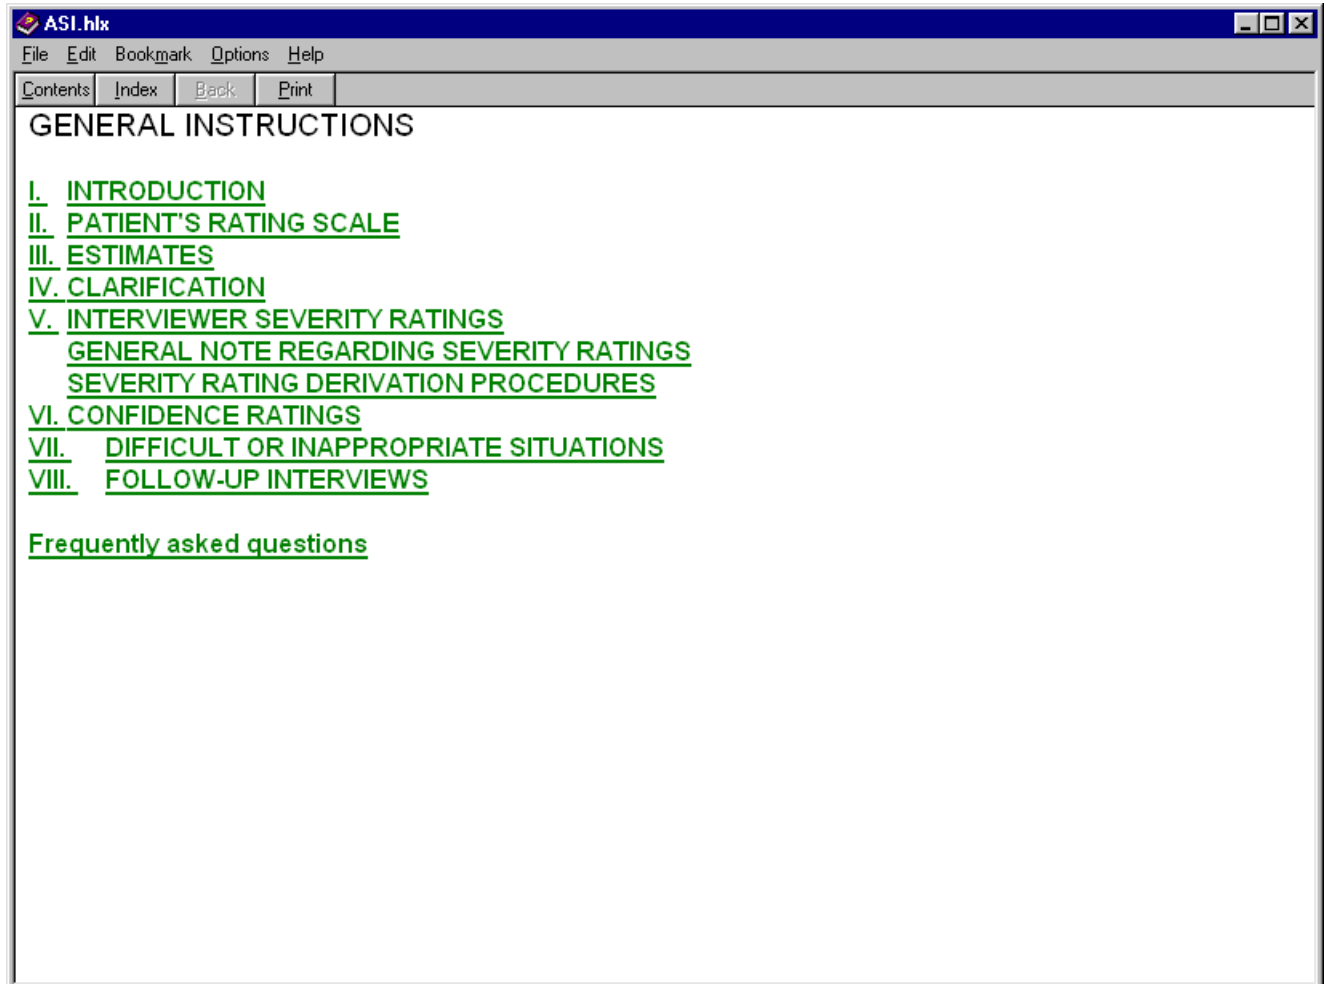 ASI.hlx
File Edit Bookmark Options Help
Contents Index Back Print
GENERAL INSTRUCTIONS
I. INTRODUCTION
II. PATIENT'S RATING SCALE
III. ESTIMATES
IV. CLARIFICATION
V. INTERVIEWER SEVERITY RATINGS
GENERAL NOTE REGARDING SEVERITY RATINGS
SEVERITY RATING DERIVATION PROCEDURES
VI. CONFIDENCE RATINGS
VII. DIFFICULT OR INAPPROPRIATE SITUATIONS
VIII. FOLLOW-UP INTERVIEWS
Frequently asked questions